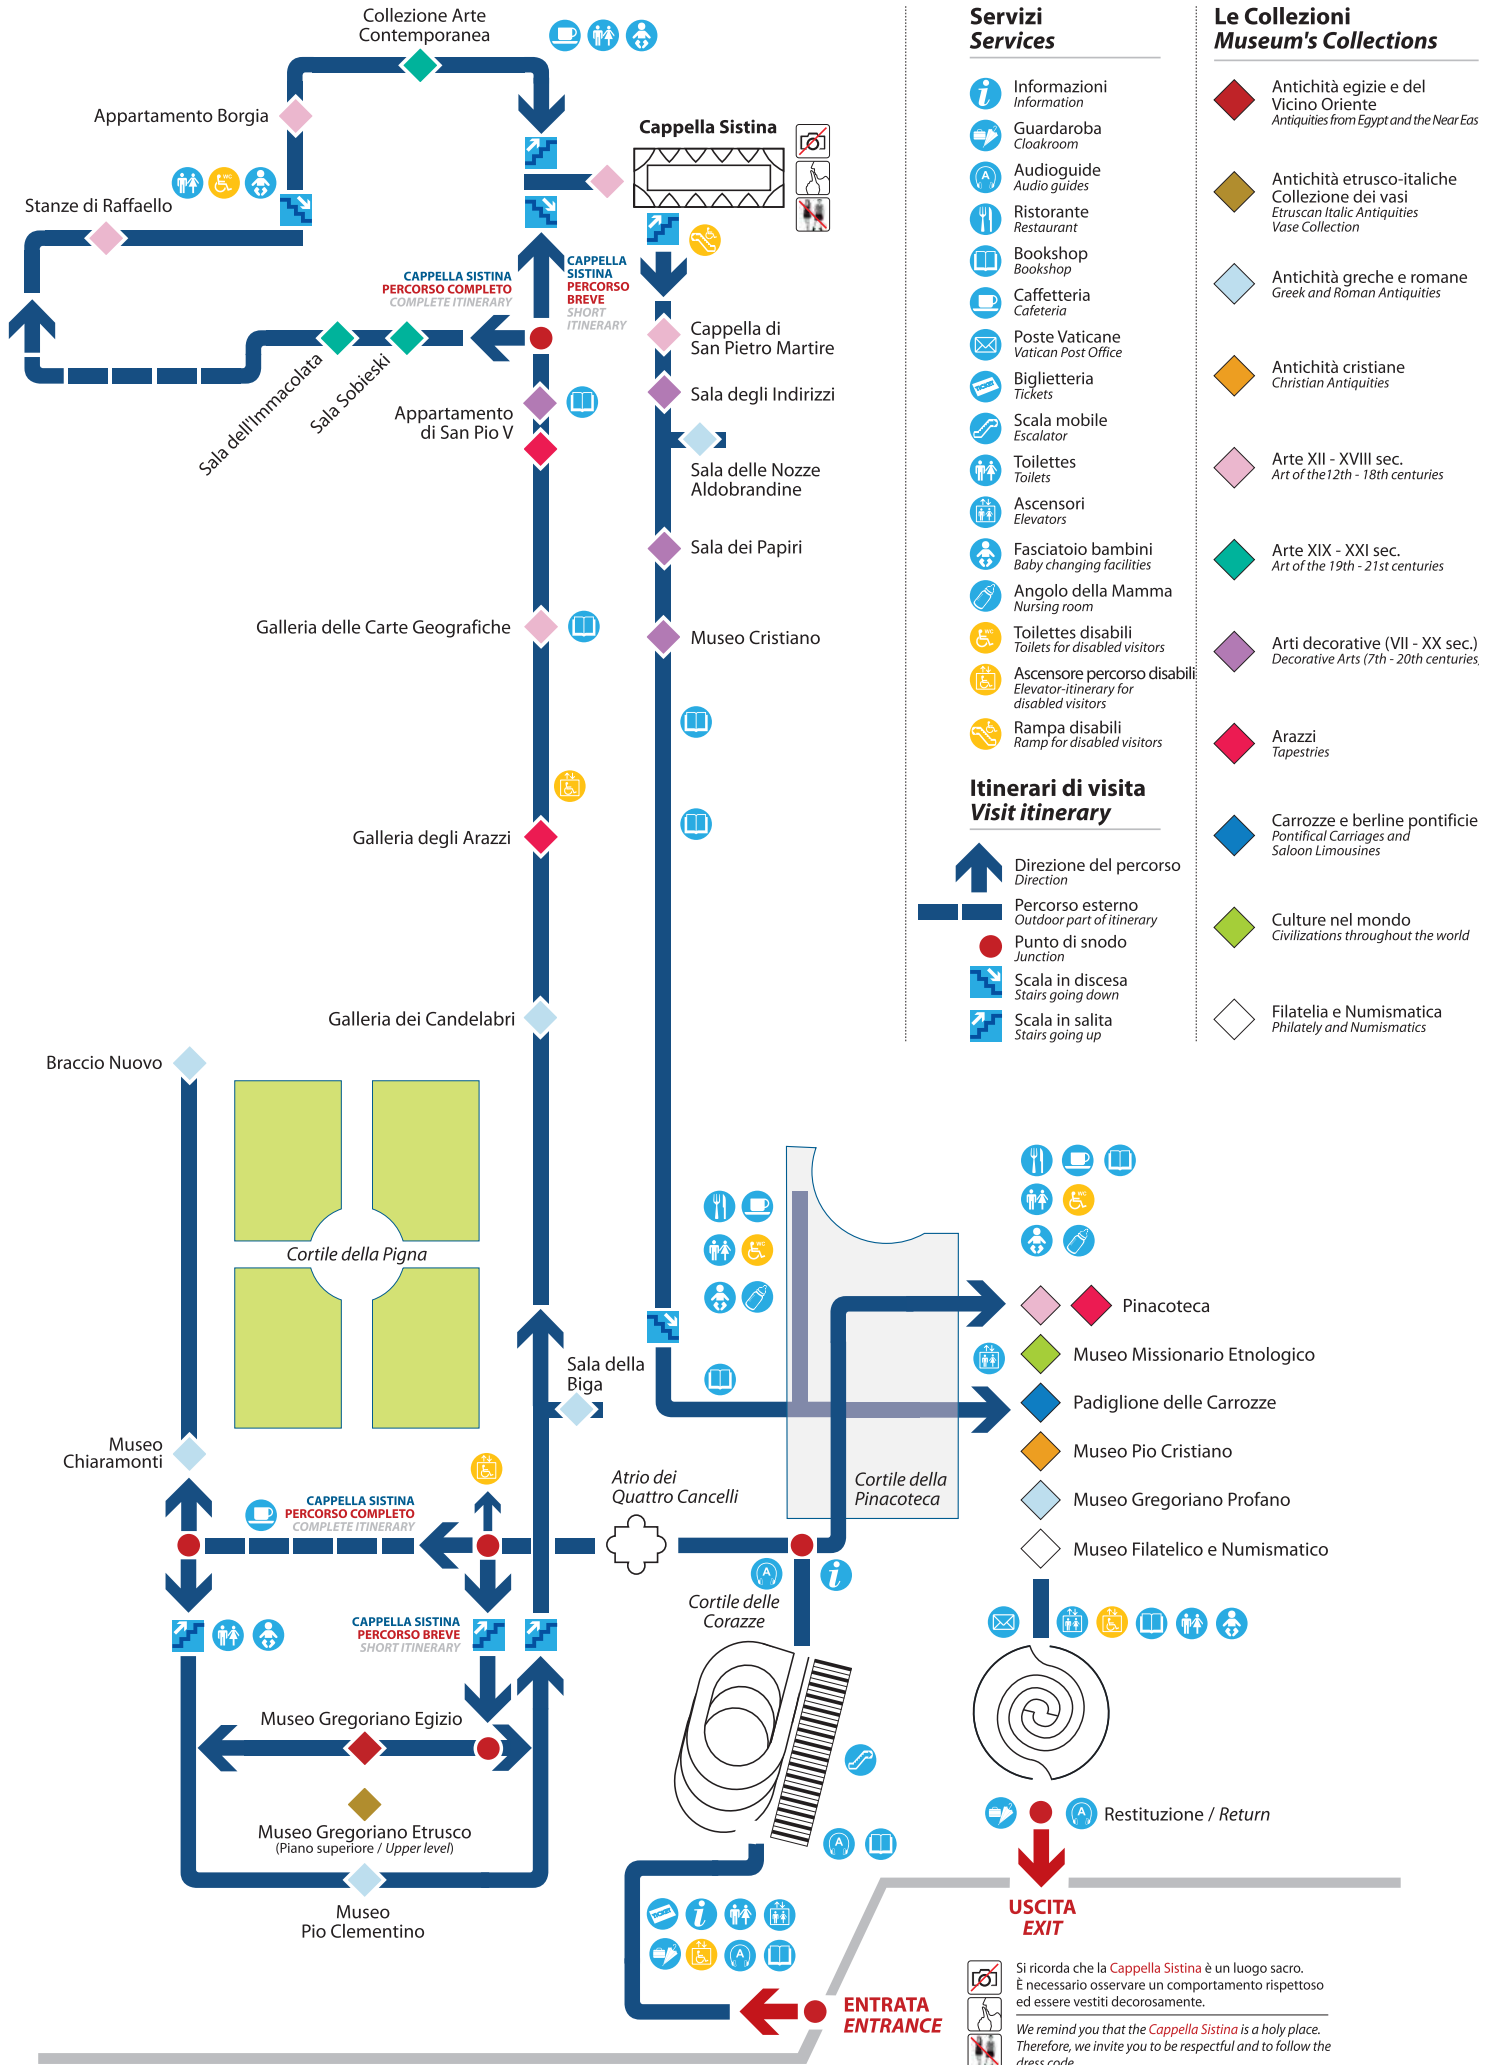 Collezione Arte
Contemporanea
Appartamento Borgia
Stanze di Raffaello
Cappella Sistina
CAPPELLA SISTINA
PERCORSO COMPLETO
COMPLETE ITINERARY
CAPPELLA
SISTINA
PERCORSO
BREVE
SHORT
ITINERARY
Sala dell'Immacolata
Sala Sobieski
Appartamento
di San Pio V
Cappella di
San Pietro Martire
Sala degli Indirizzi
Sala delle Nozze
Aldobrandine
Sala dei Papiri
Galleria delle Carte Geografiche
Museo Cristiano
Galleria degli Arazzi
Galleria dei Candelabri
Braccio Nuovo
Cortile della Pigna
Sala della
Biga
Museo
Chiaramonti
CAPPELLA SISTINA
PERCORSO COMPLETO
COMPLETE ITINERARY
Atrio dei
Quattro Cancelli
Cortile della
Pinacoteca
CAPPELLA SISTINA
PERCORSO BREVE
SHORT ITINERARY
Cortile delle
Corazze
Museo Gregoriano Egizio
Museo Gregoriano Etrusco
(Piano superiore / Upper level)
Museo
Pio Clementino
Pinacoteca
Museo Missionario Etnologico
Padiglione delle Carrozze
Museo Pio Cristiano
Museo Gregoriano Profano
Museo Filatelico e Numismatico
Restituzione / Return
USCITA
EXIT
ENTRATA
ENTRANCE
Si ricorda che la Cappella Sistina è un luogo sacro.
È necessario osservare un comportamento rispettoso
ed essere vestiti decorosamente.
We remind you that the Cappella Sistina is a holy place.
Therefore, we invite you to be respectful and to follow the
dress code
Servizi
Services
Informazioni
Information
Guardaroba
Cloakroom
Audioguide
Audio guides
Ristorante
Restaurant
Bookshop
Bookshop
Caffetteria
Cafeteria
Poste Vaticane
Vatican Post Office
Biglietteria
Tickets
Scala mobile
Escalator
Toilettes
Toilets
Ascensori
Elevators
Fasciatoio bambini
Baby changing facilities
Angolo della Mamma
Nursing room
Toilettes disabili
Toilets for disabled visitors
Ascensore percorso disabili
Elevator-itinerary for
disabled visitors
Rampa disabili
Ramp for disabled visitors
Itinerari di visita
Visit itinerary
Direzione del percorso
Direction
Percorso esterno
Outdoor part of itinerary
Punto di snodo
Junction
Scala in discesa
Stairs going down
Scala in salita
Stairs going up
Le Collezioni
Museum's Collections
Antichità egizie e del
Vicino Oriente
Antiquities from Egypt and the Near Eas
Antichità etrusco-italiche
Collezione dei vasi
Etruscan Italic Antiquities
Vase Collection
Antichità greche e romane
Greek and Roman Antiquities
Antichità cristiane
Christian Antiquities
Arte XII - XVIII sec.
Art of the12th - 18th centuries
Arte XIX - XXI sec.
Art of the 19th - 21st centuries
Arti decorative (VII - XX sec.)
Decorative Arts (7th - 20th centuries
Arazzi
Tapestries
Carrozze e berline pontificie
Pontifical Carriages and
Saloon Limousines
Culture nel mondo
Civilizations throughout the world
Filatelia e Numismatica
Philately and Numismatics